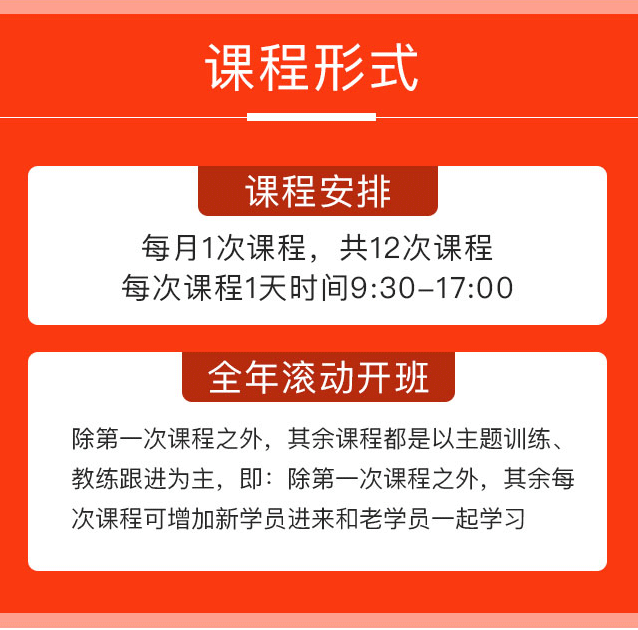 课程形式
课程安排
每月1次课程，共12次课程
每次课程1天时间9:30-17:00
全年滚动开班
除第一次课程之外，其余课程都是以主题训练、
教练跟进为主，即：除第一次课程之外，其余每
次课程可增加新学员进来和老学员一起学习